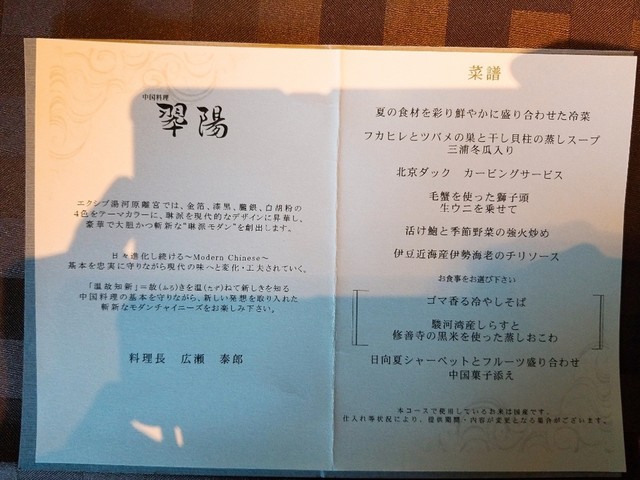 中国料理
翠陽
エクシブ湯河原離宮では、金箔、漆黒、臙銀、白胡粉の
4色をテーマカラーに、琳派を現代的なデザインに昇華し、
豪華で大胆かつ斬新な"琳派モダン"を創出します。
日々進化し続ける～Modern Chinese～
基本を忠実に守りながら現代の味へと変化・工夫されていく。
「温故知新」＝故(ふる)きを温(たず)ねて新しきを知る
中国料理の基本を守りながら、新しい発想を取り入れた
斬新なモダンチャイニーズをお楽しみ下さい。
料理長 広瀬 泰郎
菜譜
夏の食材を彩り鮮やかに盛り合わせた冷菜
フカヒレとツバメの巣と干し貝柱の蒸しスープ
三浦冬瓜入り
北京ダック カービングサービス
毛蟹を使った獅子頭
生ウニを乗せて
活け鮑と季節野菜の強火炒め
伊豆近海産伊勢海老のチリソース
お食事をお選び下さい
ゴマ香る冷やしそば
駿河湾産しらすと
修善寺の黒米を使った蒸しおこわ
日向夏シャーベットとフルーツ盛り合わせ
中国菓子添え
本コースで使用しているお米は国産です。
仕入れ等状況により、提供期間・内容が変更となる場合がございます。